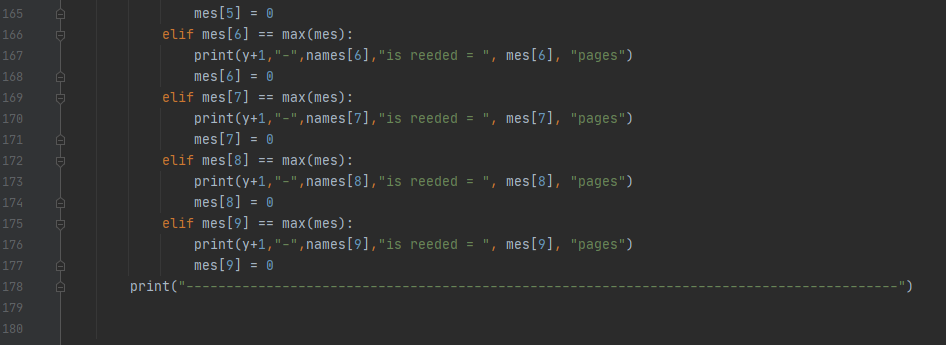 165 mes[5] = 0
166 elif mes[6] == max(mes):
167 print(y+1,"-",names[6],"is reeded = ", mes[6], "pages")
168 mes[6] = 0
169 elif mes[7] == max(mes):
170 print(y+1,"-",names[7],"is reeded = ", mes[7], "pages")
171 mes[7] = 0
172 elif mes[8] == max(mes):
173 print(y+1,"-",names[8],"is reeded = ", mes[8], "pages")
174 mes[8] = 0
175 elif mes[9] == max(mes):
176 print(y+1,"-",names[9],"is reeded = ", mes[9], "pages")
177 mes[9] = 0
178 print("-----------------------------------------------------------------------------------------")
179
180